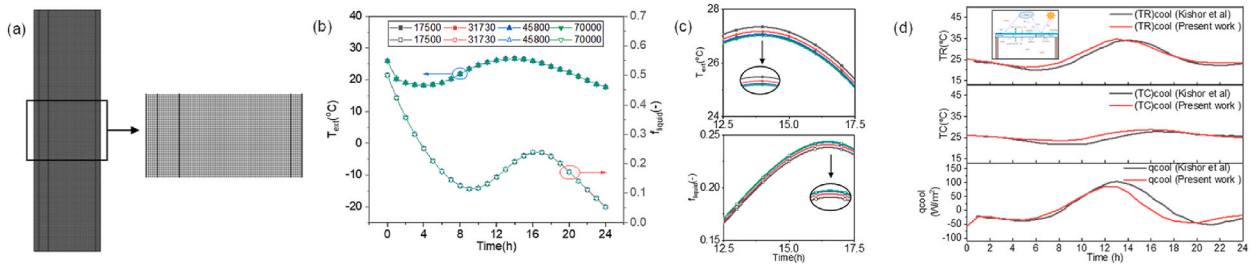 (a)
(b)
17500 31730 45800 70000
17500 31730 45800 70000
T_ext(°C)
30
20
10
0
-10
-20
0.7
0.6
0.5
0.4
0.3
0.2
0.1
0.0
f_liquid(-)
0 4 8 12 16 20 24
Time(h)
(c)
T_ext(°C)
28
27
26
25
24
12.5 15.0 17.5
f_liquid(-)
0.25
0.20
0.15
12.5 15.0 17.5
Time(h)
(d)
TR(°C)
45
35
25
15
(TR)cool (Kishor et al)
(TR)cool (Present work )
TC(°C)
45
35
25
15
(TC)cool (Kishor et al)
(TC)cool (Present work )
qcool
(W/m²)
100
50
0
-50
-100
qcool (Kishor et al)
qcool (Present work )
0 2 4 6 8 10 12 14 16 18 20 22 24
Time (h)